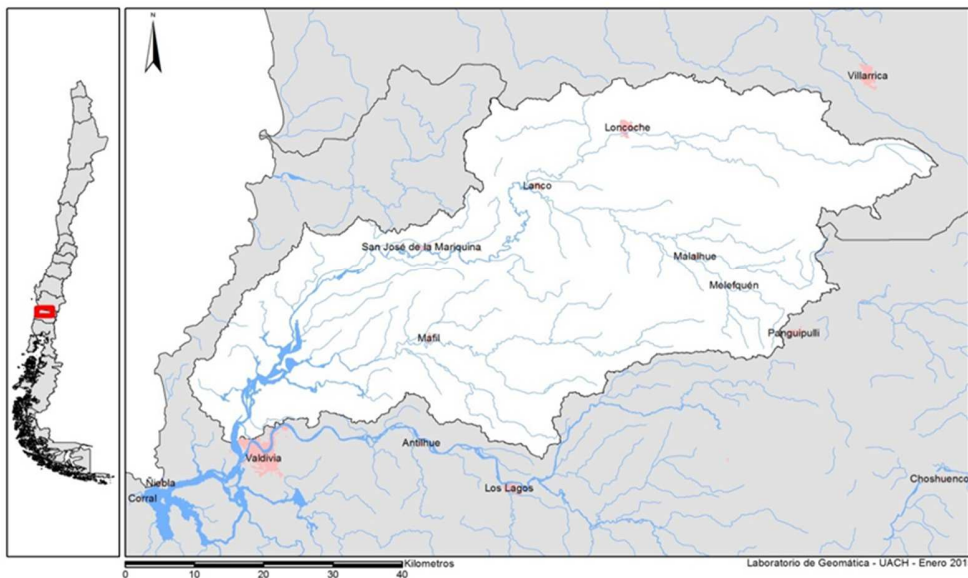 N
Villarrica
Loncoche
Lanco
San José de la Mariquina
Malalhue
Melefquén
Panguipulli
Mafil
Valdivia
Antilhue
Niebla
Corral
Los Lagos
Choshuenco
Kilometros
0 10 20 30 40
Laboratorio de Geomática - UACH - Enero 201